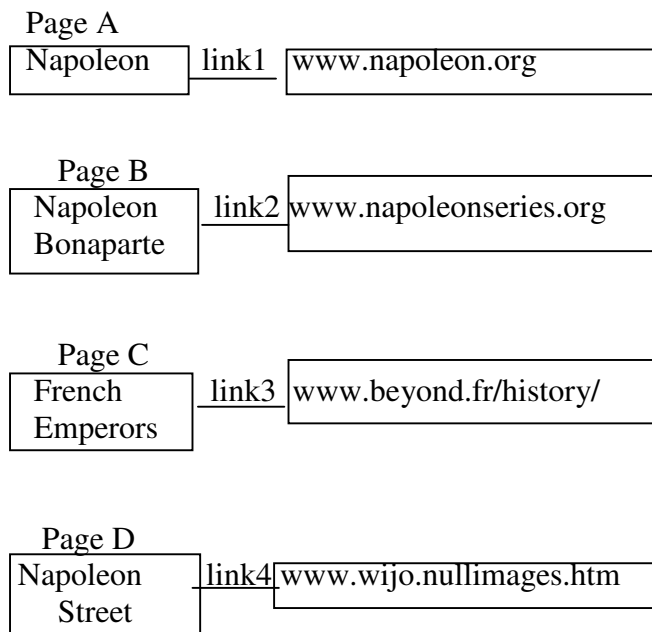 Page A
Napoleon link1 www.napoleon.org
Page B
Napoleon link2 www.napoleonseries.org
Bonaparte
Page C
French link3 www.beyond.fr/history/
Emperors
Page D
Napoleon link4 www.wijo.nullimages.htm
Street